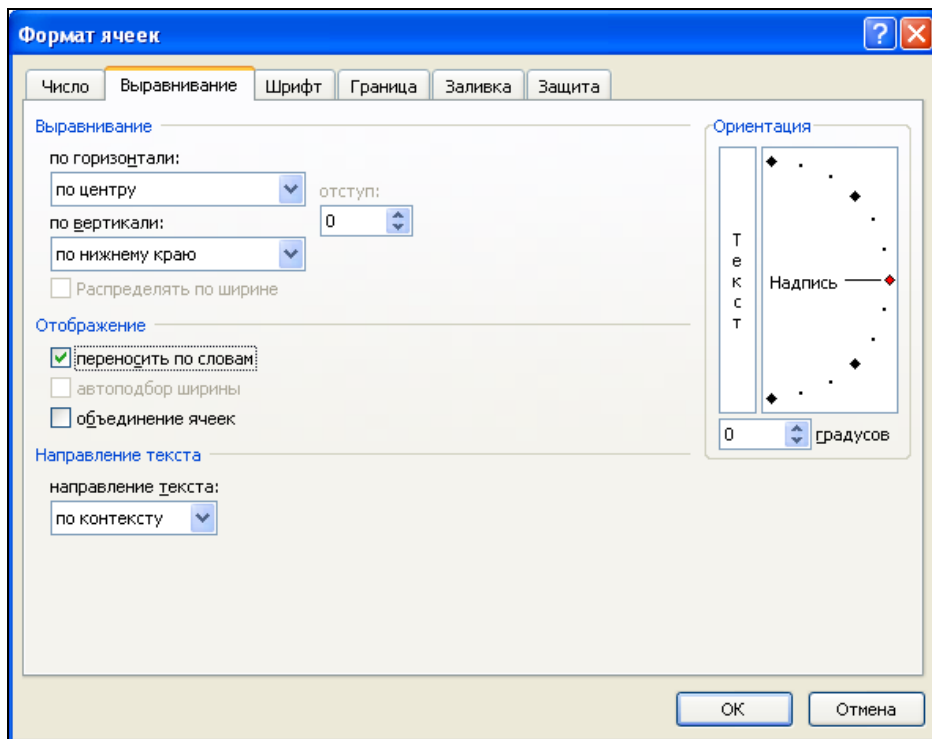 Формат ячеек
Число Выравнивание Шрифт Граница Заливка Защита
Выравнивание
по горизонтали:
по центру
отступ:
0
по вертикали:
по нижнему краю
Распределять по ширине
Отображение
переносить по словам
автоподбор ширины
объединение ячеек
Направление текста
направление текста:
по контексту
Ориентация
Текст
Надпись
0 градусов
ОК Отмена